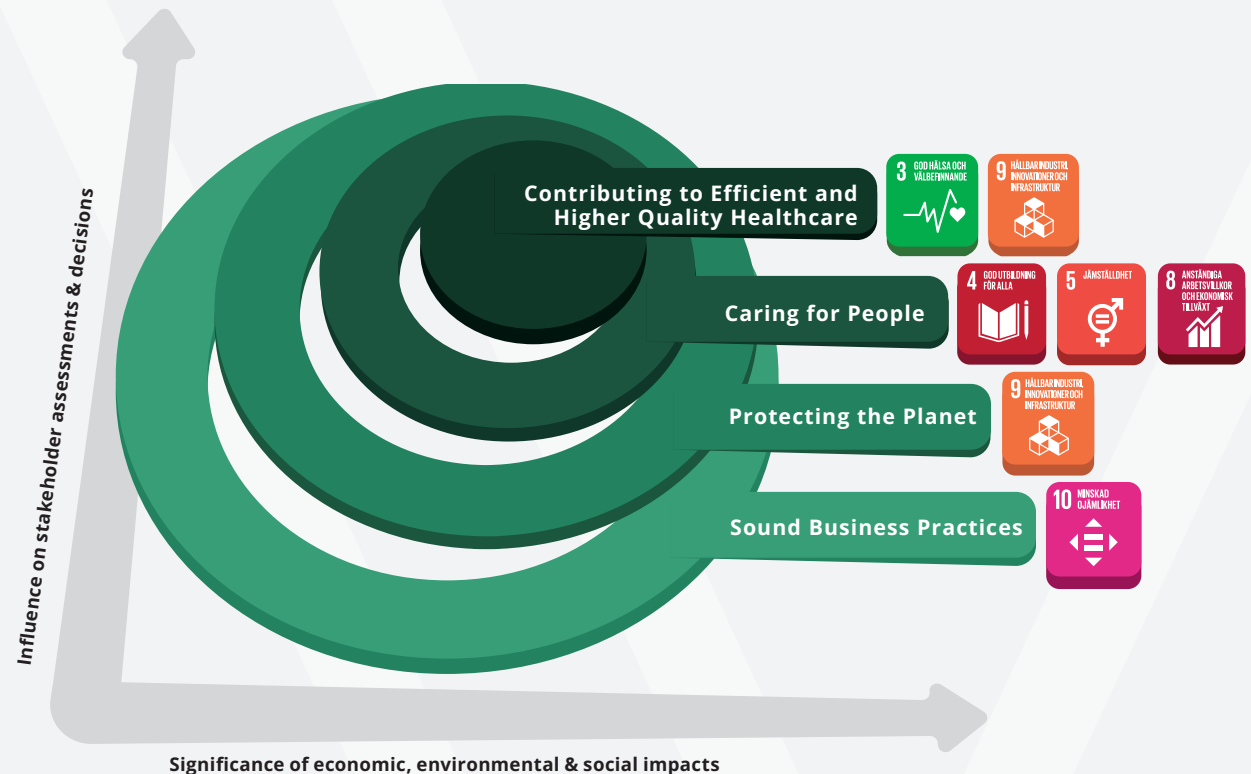 Influence on stakeholder assessments & decisions
Contributing to Efficient and
Higher Quality Healthcare
3 GOD HÄLSA OCH
VÄLBEFINNANDE
9 HÅLLBAR INDUSTRI,
INNOVATIONER OCH
INFRASTRUKTUR
Caring for People
4 GOD UTBILDNING
FÖR ALLA
5 JÄMSTÄLLDHET
8 ANSTÄNDIGA
ARBETSVILLKOR
OCH EKONOMISK
TILLVÄXT
Protecting the Planet
9 HÅLLBAR INDUSTRI,
INNOVATIONER OCH
INFRASTRUKTUR
Sound Business Practices
10 MINSKAD
OJÄMLIKHET
Significance of economic, environmental & social impacts